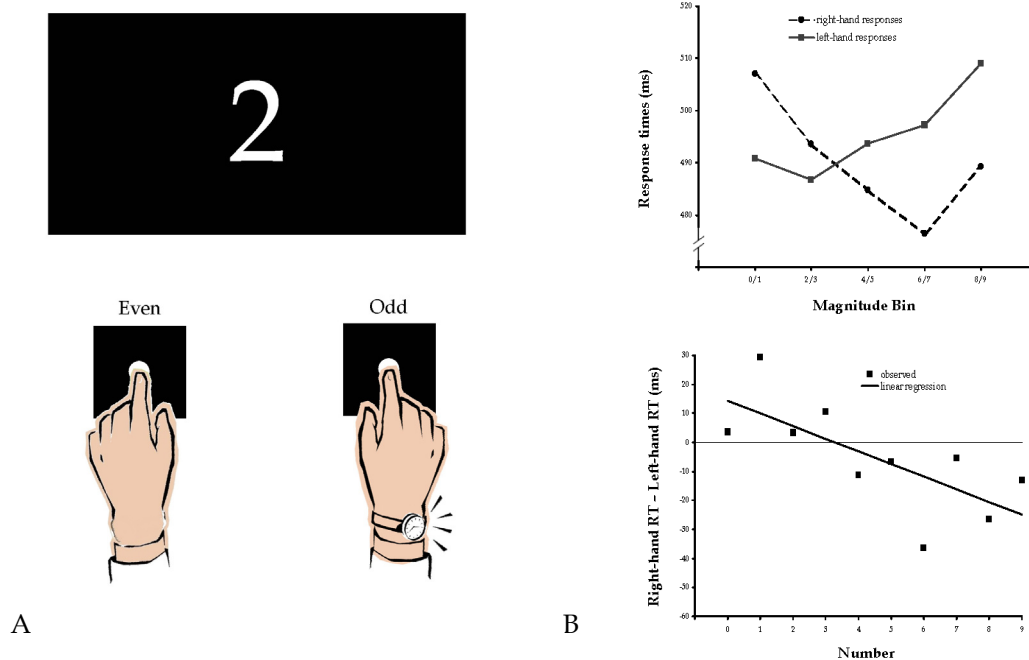 2
Even
Odd
A
right-hand responses
left-hand responses
Response times (ms)
520
510
500
490
480
0/1
2/3
4/5
6/7
8/9
Magnitude Bin
observed
linear regression
Right-hand RT – Left-hand RT (ms)
30
20
10
0
-10
-20
-30
-40
-50
-60
0
1
2
3
4
5
6
7
8
9
Number
B